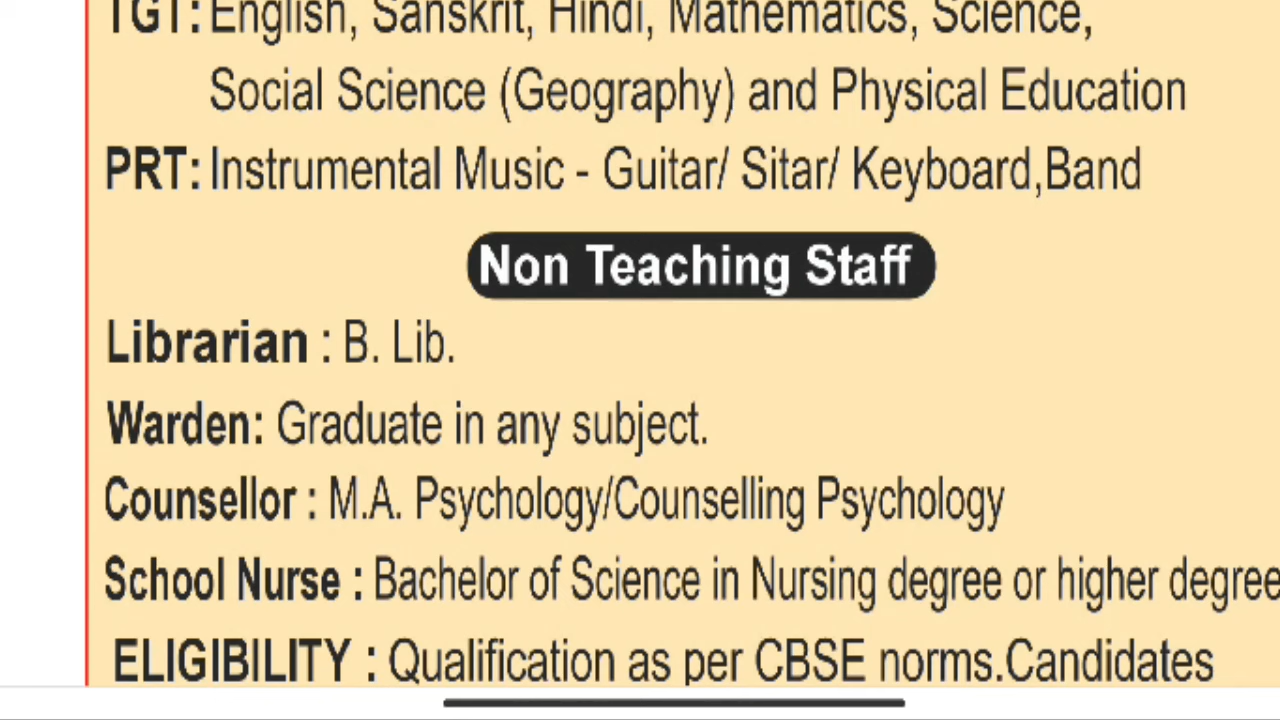 TGT: English, Sanskrit, Hindi, Mathematics, Science,
Social Science (Geography) and Physical Education
PRT: Instrumental Music - Guitar/ Sitar/ Keyboard,Band
Non Teaching Staff
Librarian : B. Lib.
Warden: Graduate in any subject.
Counsellor : M.A. Psychology/Counselling Psychology
School Nurse : Bachelor of Science in Nursing degree or higher degree
ELIGIBILITY : Qualification as per CBSE norms.Candidates